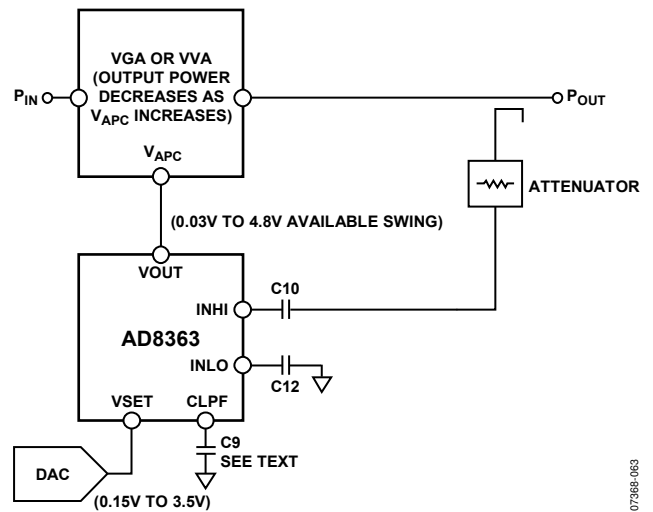 VGA OR VVA
(OUTPUT POWER
DECREASES AS
VAPC INCREASES)
PIN
POUT
VAPC
ATTENUATOR
(0.03V TO 4.8V AVAILABLE SWING)
VOUT
C10
INHI
AD8363
INLO
C12
VSET
CLPF
C9
SEE TEXT
DAC
(0.15V TO 3.5V)
07368-063